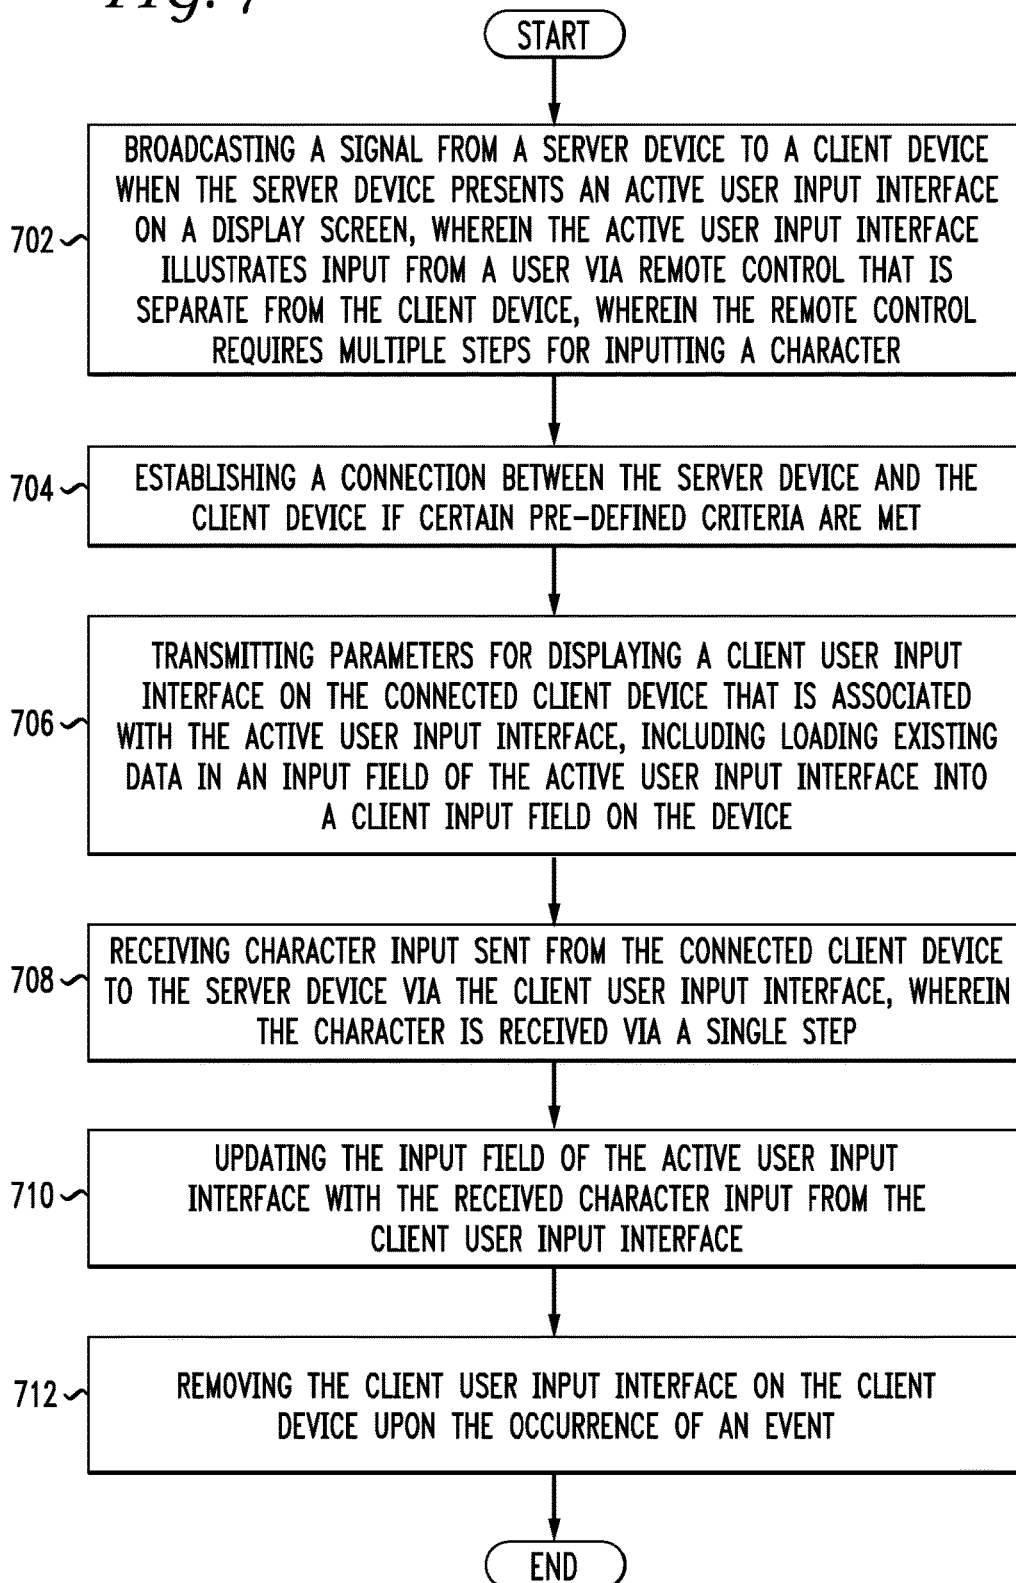 Fig. 7
START
702
BROADCASTING A SIGNAL FROM A SERVER DEVICE TO A CLIENT DEVICE
WHEN THE SERVER DEVICE PRESENTS AN ACTIVE USER INPUT INTERFACE
ON A DISPLAY SCREEN, WHEREIN THE ACTIVE USER INPUT INTERFACE
ILLUSTRATES INPUT FROM A USER VIA REMOTE CONTROL THAT IS
SEPARATE FROM THE CLIENT DEVICE, WHEREIN THE REMOTE CONTROL
REQUIRES MULTIPLE STEPS FOR INPUTTING A CHARACTER
704
ESTABLISHING A CONNECTION BETWEEN THE SERVER DEVICE AND THE
CLIENT DEVICE IF CERTAIN PRE-DEFINED CRITERIA ARE MET
706
TRANSMITTING PARAMETERS FOR DISPLAYING A CLIENT USER INPUT
INTERFACE ON THE CONNECTED CLIENT DEVICE THAT IS ASSOCIATED
WITH THE ACTIVE USER INPUT INTERFACE, INCLUDING LOADING EXISTING
DATA IN AN INPUT FIELD OF THE ACTIVE USER INPUT INTERFACE INTO
A CLIENT INPUT FIELD ON THE DEVICE
708
RECEIVING CHARACTER INPUT SENT FROM THE CONNECTED CLIENT DEVICE
TO THE SERVER DEVICE VIA THE CLIENT USER INPUT INTERFACE, WHEREIN
THE CHARACTER IS RECEIVED VIA A SINGLE STEP
710
UPDATING THE INPUT FIELD OF THE ACTIVE USER INPUT
INTERFACE WITH THE RECEIVED CHARACTER INPUT FROM THE
CLIENT USER INPUT INTERFACE
712
REMOVING THE CLIENT USER INPUT INTERFACE ON THE CLIENT
DEVICE UPON THE OCCURRENCE OF AN EVENT
END